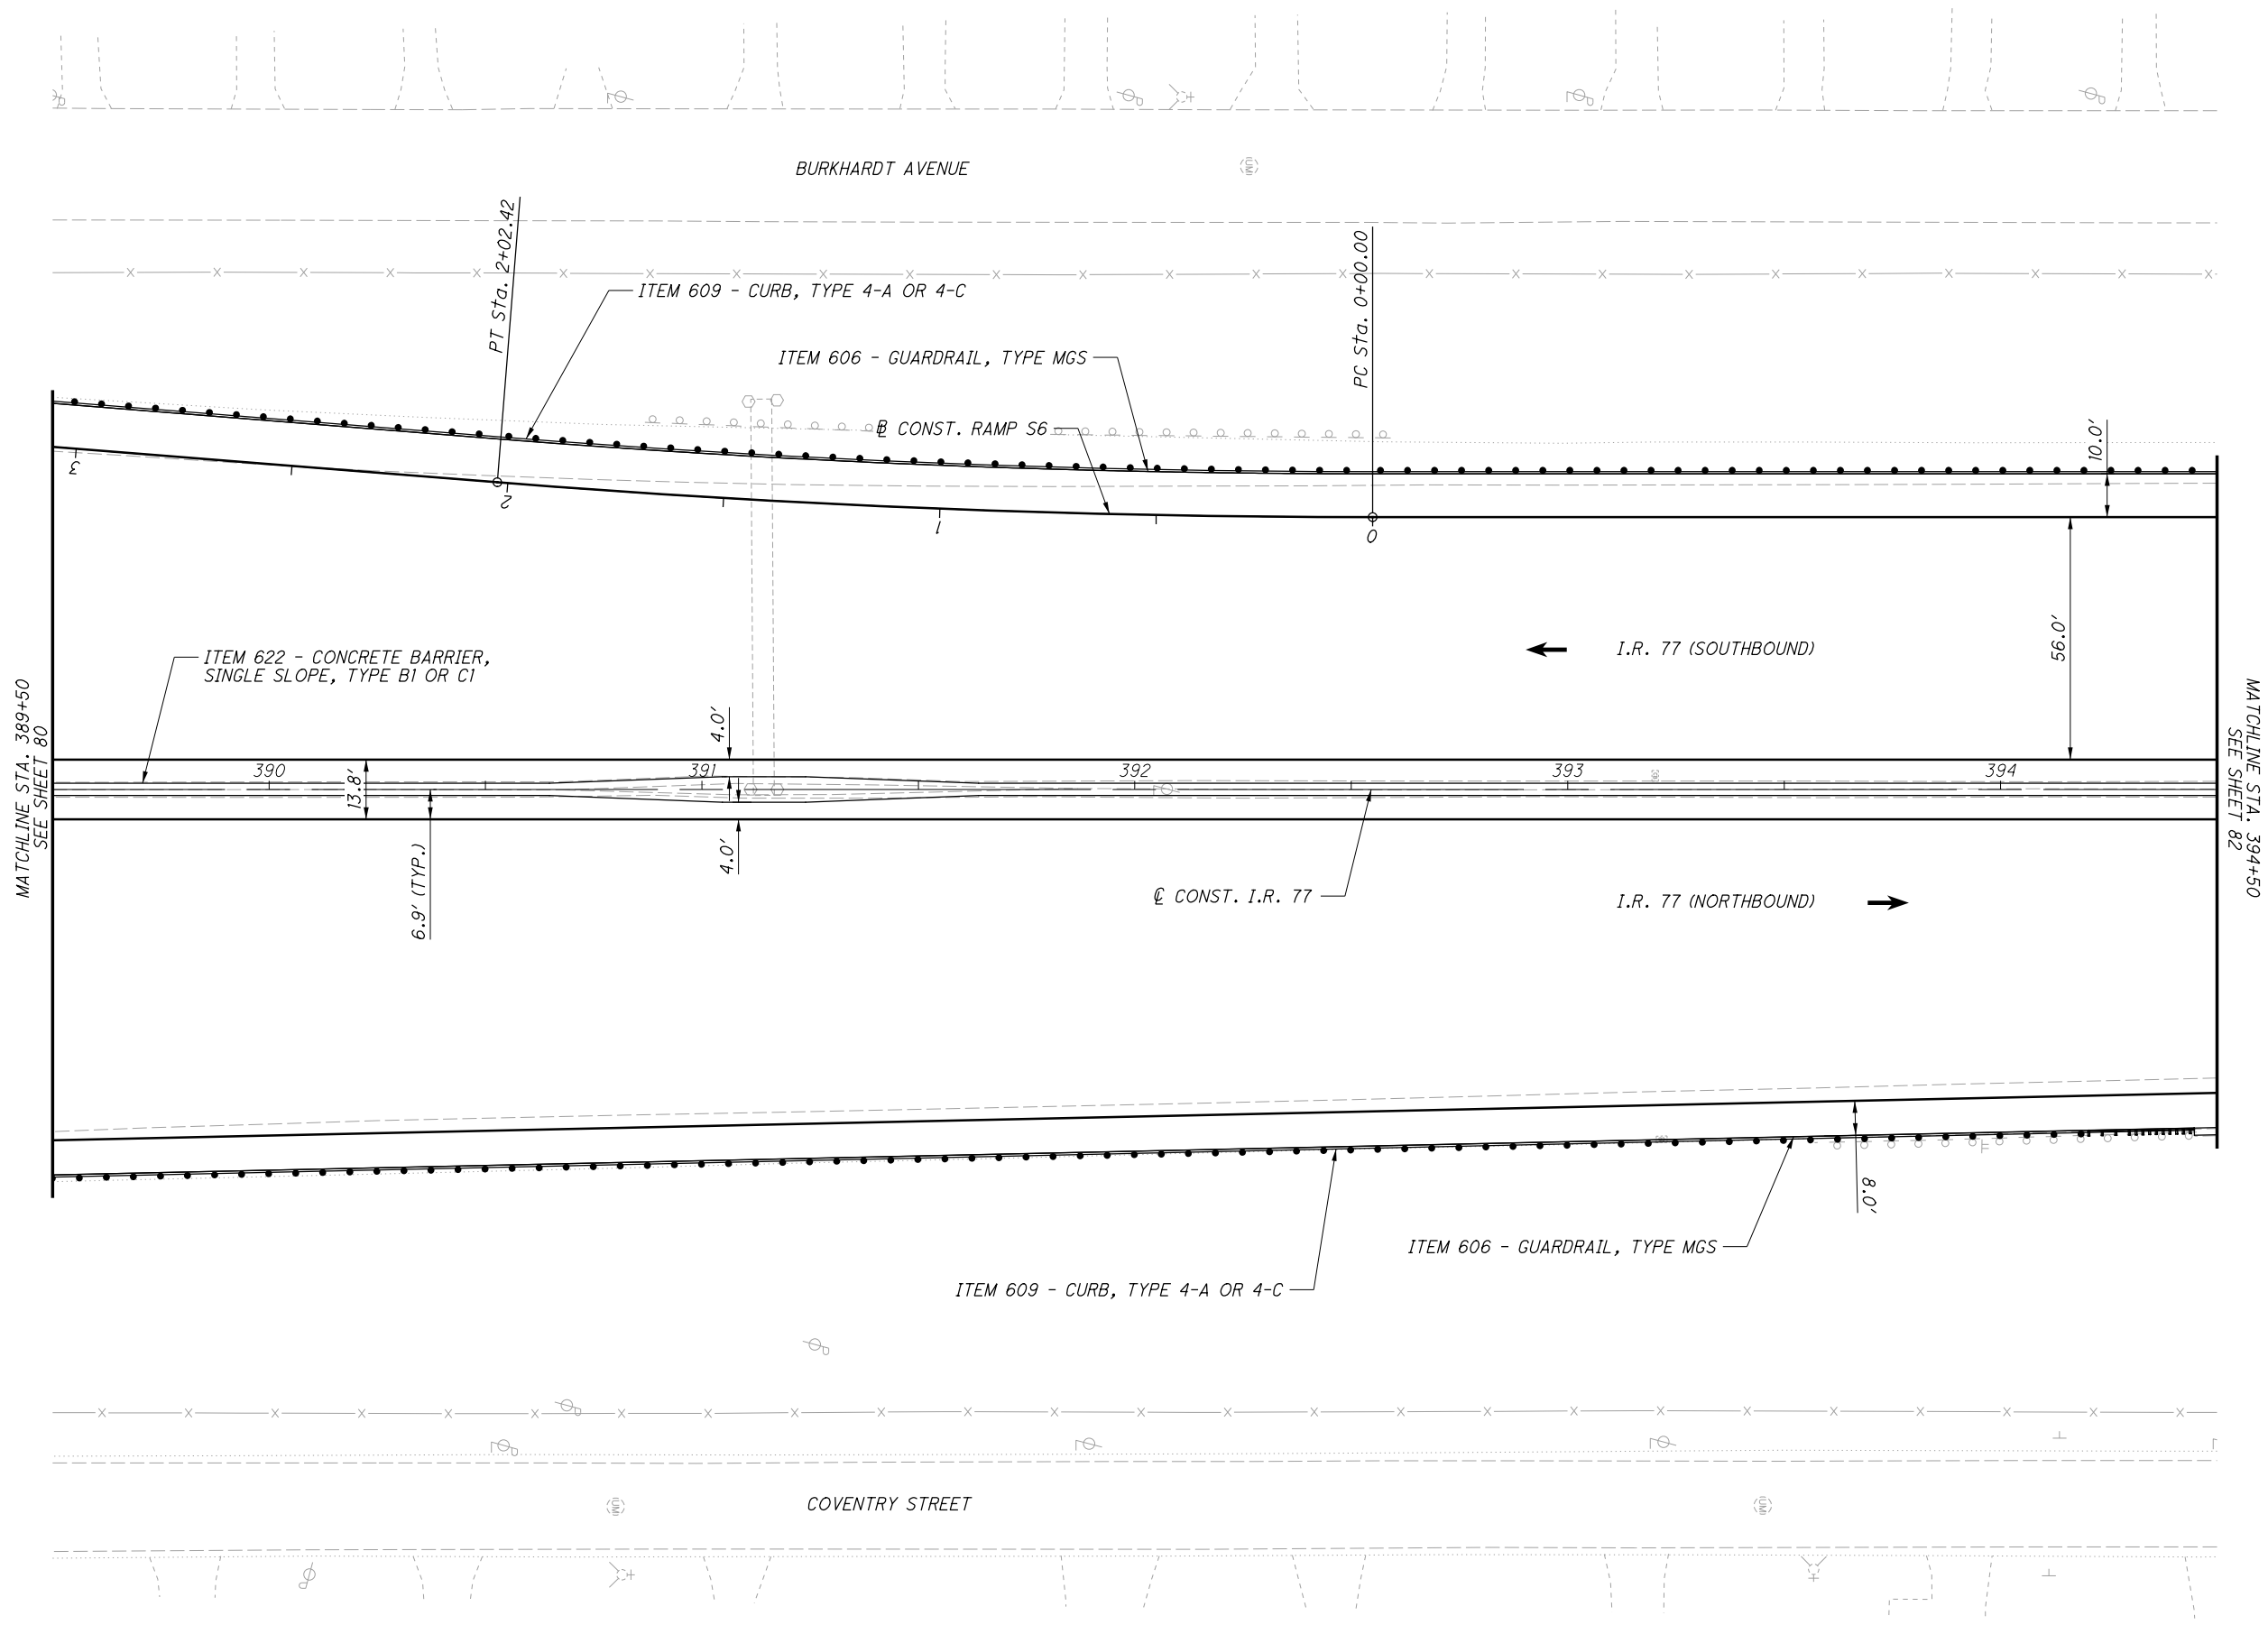 BURKHARDT AVENUE
PT Sta. 2+02.42
PC Sta. 0+00.00
ITEM 609 - CURB, TYPE 4-A OR 4-C
ITEM 606 - GUARDRAIL, TYPE MGS
℄ CONST. RAMP S6
10.0'
3
2
1
0
56.0'
I.R. 77 (SOUTHBOUND)
ITEM 622 - CONCRETE BARRIER,
SINGLE SLOPE, TYPE B1 OR C1
MATCHLINE STA. 389+50
SEE SHEET 80
MATCHLINE STA. 394+50
SEE SHEET 82
4.0'
390
391
392
393
394
13.8'
4.0'
6.9' (TYP.)
℄ CONST. I.R. 77
I.R. 77 (NORTHBOUND)
8.0'
ITEM 606 - GUARDRAIL, TYPE MGS
ITEM 609 - CURB, TYPE 4-A OR 4-C
COVENTRY STREET